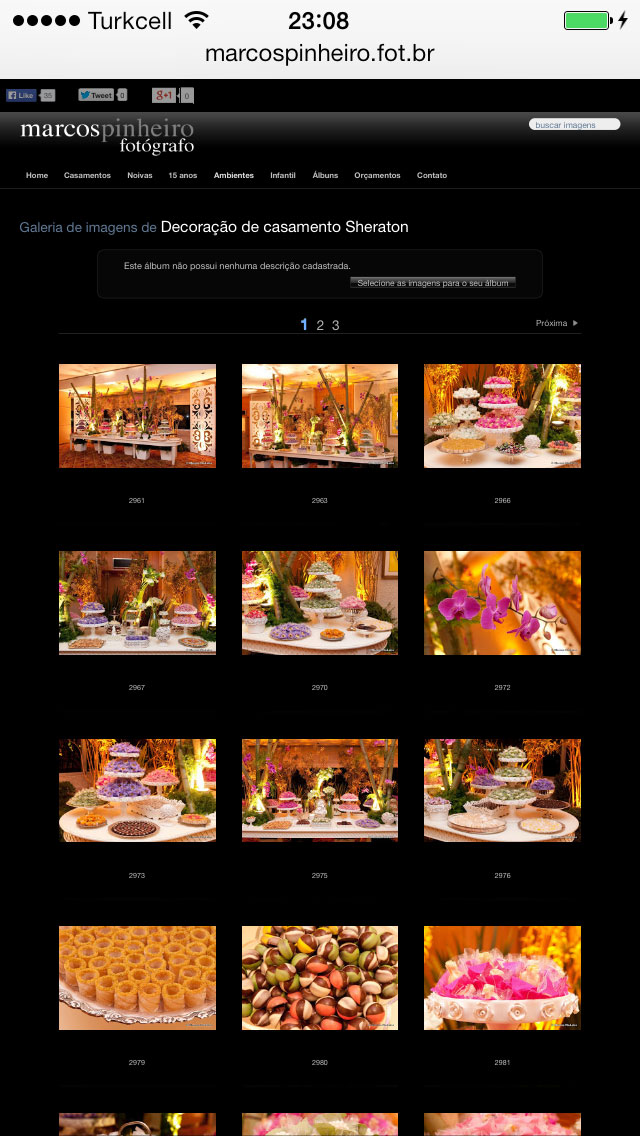 Turkcell 23:08
marcospinheiro.fot.br
Like 35 Tweet 0 g+1 0
marcospinheiro
fotógrafo
buscar imagens
Home Casamentos Noivas 15 anos Ambientes Infantil Álbuns Orçamentos Contato
Galeria de imagens de Decoração de casamento Sheraton
Este álbum não possui nenhuma descrição cadastrada.
Selecione as imagens para o seu álbum
1 2 3 Próxima
2961 2963 2966
2967 2970 2972
2973 2975 2976
2979 2980 2981